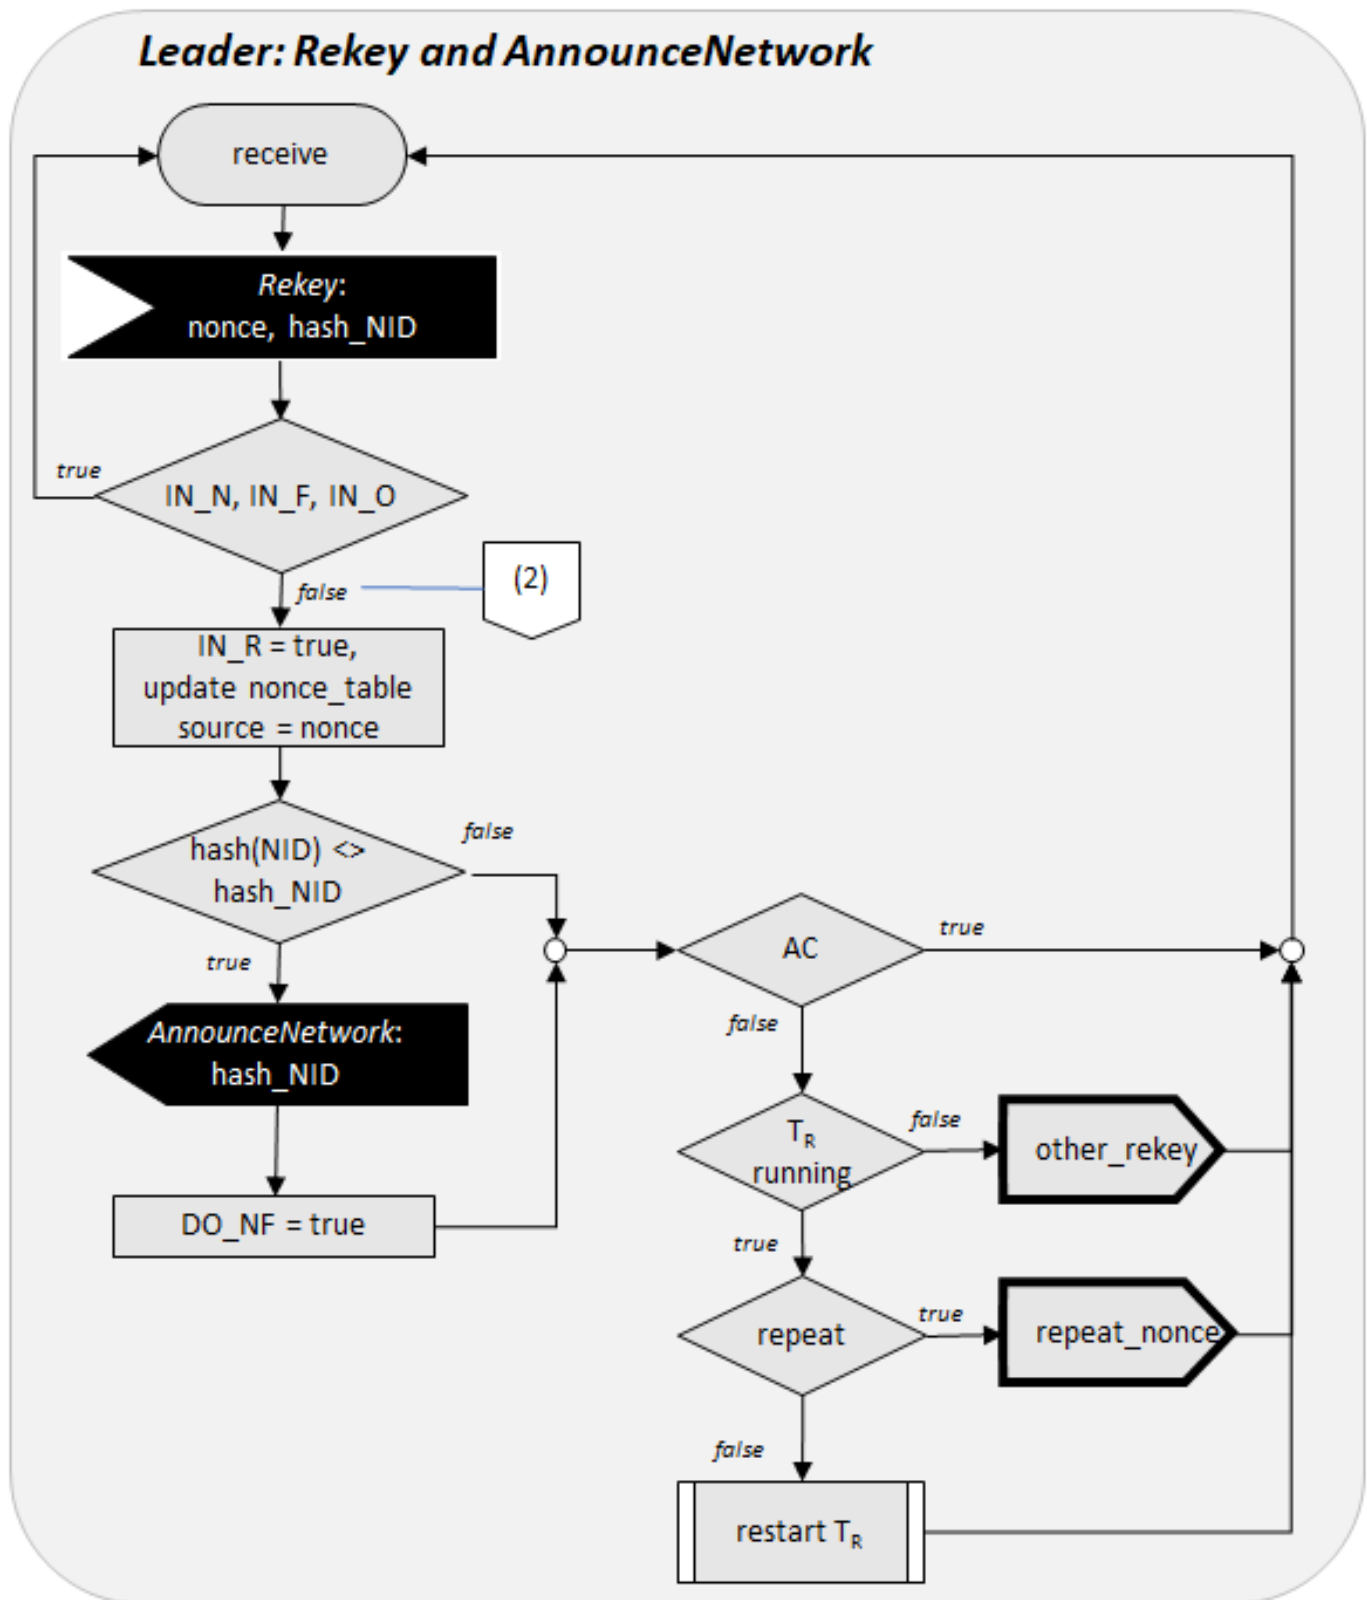 Leader: Rekey and AnnounceNetwork
receive
Rekey:
nonce, hash_NID
true
IN_N, IN_F, IN_O
false
(2)
IN_R = true,
update nonce_table
source = nonce
hash(NID) <>
hash_NID
false
true
AnnounceNetwork:
hash_NID
DO_NF = true
AC
true
false
T_R
running
false
other_rekey
true
repeat
true
repeat_nonce
false
restart T_R